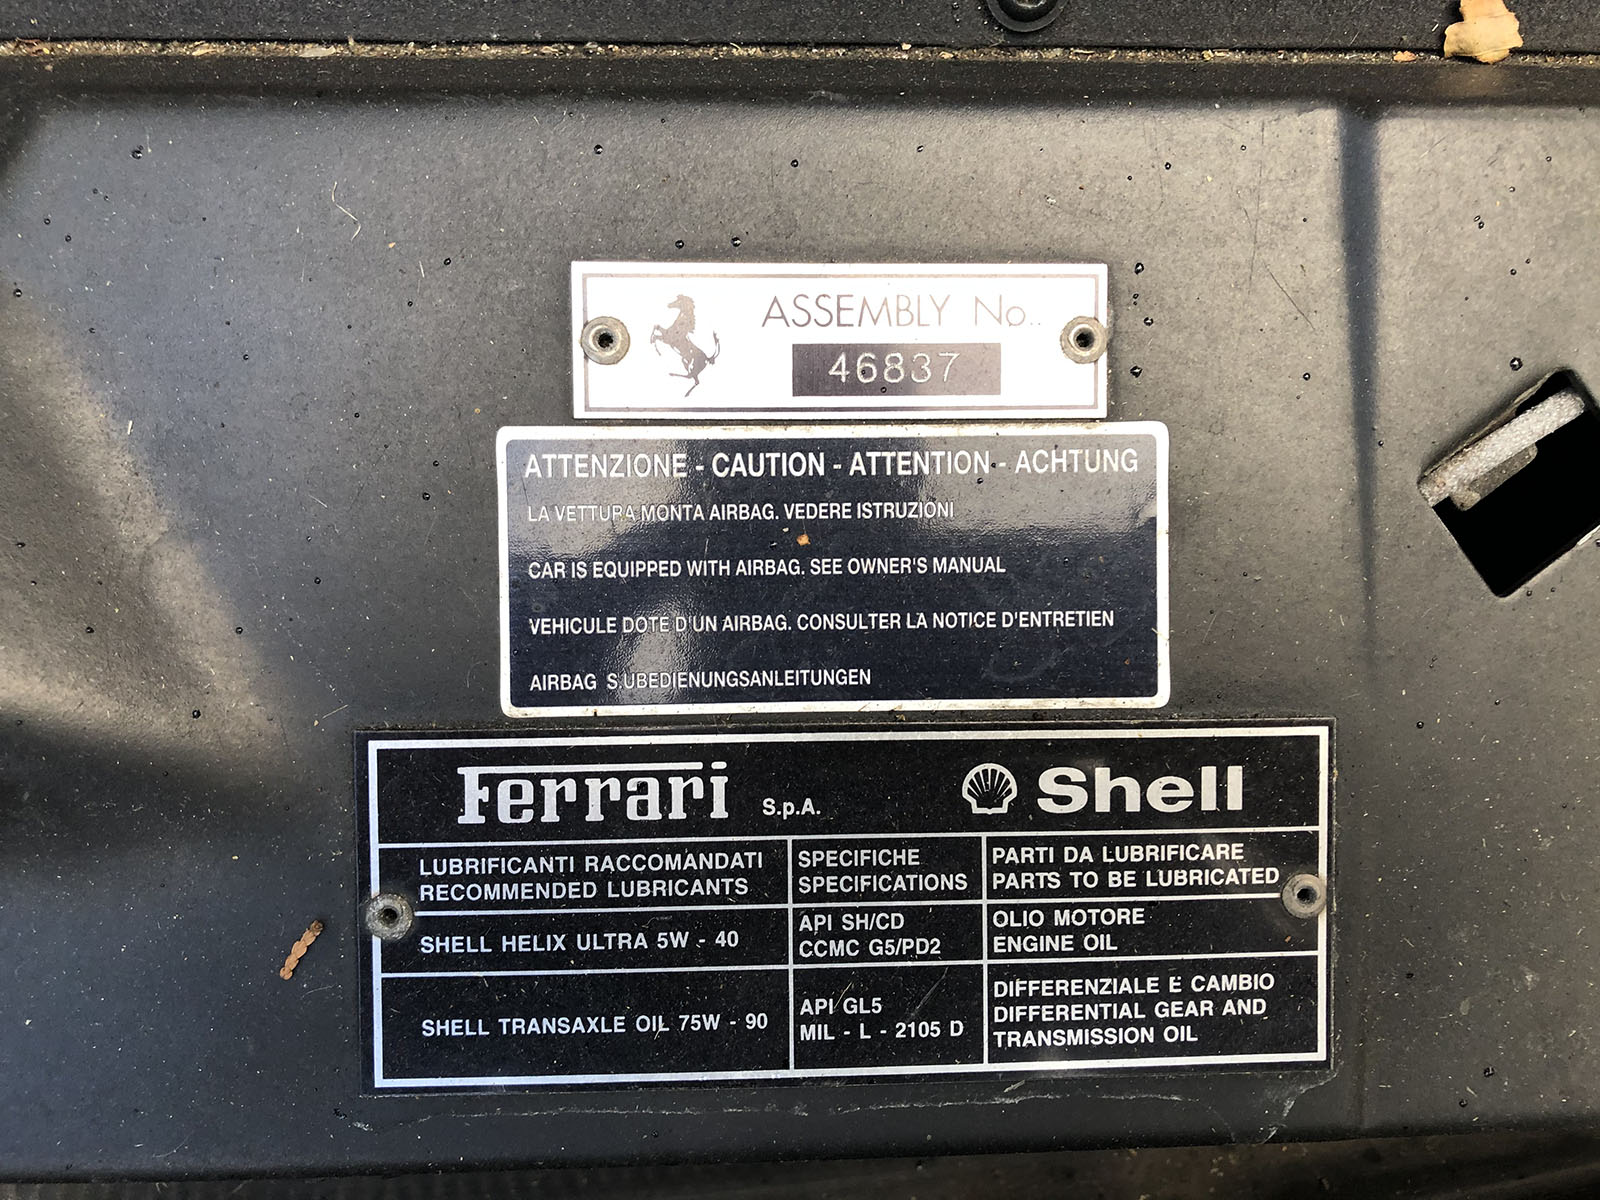 ASSEMBLY No..
46837
ATTENZIONE - CAUTION - ATTENTION - ACHTUNG
LA VETTURA MONTA AIRBAG. VEDERE ISTRUZIONI
CAR IS EQUIPPED WITH AIRBAG. SEE OWNER'S MANUAL
VEHICULE DOTE D'UN AIRBAG. CONSULTER LA NOTICE D'ENTRETIEN
AIRBAG S.UBEDIENUNGSANLEITUNGEN
Ferrari S.p.A. Shell
LUBRIFICANTI RACCOMANDATI
RECOMMENDED LUBRICANTS
SPECIFICHE
SPECIFICATIONS
PARTI DA LUBRIFICARE
PARTS TO BE LUBRICATED
SHELL HELIX ULTRA 5W - 40
API SH/CD
CCMC G5/PD2
OLIO MOTORE
ENGINE OIL
SHELL TRANSAXLE OIL 75W - 90
API GL5
MIL - L - 2105 D
DIFFERENZIALE E CAMBIO
DIFFERENTIAL GEAR AND
TRANSMISSION OIL